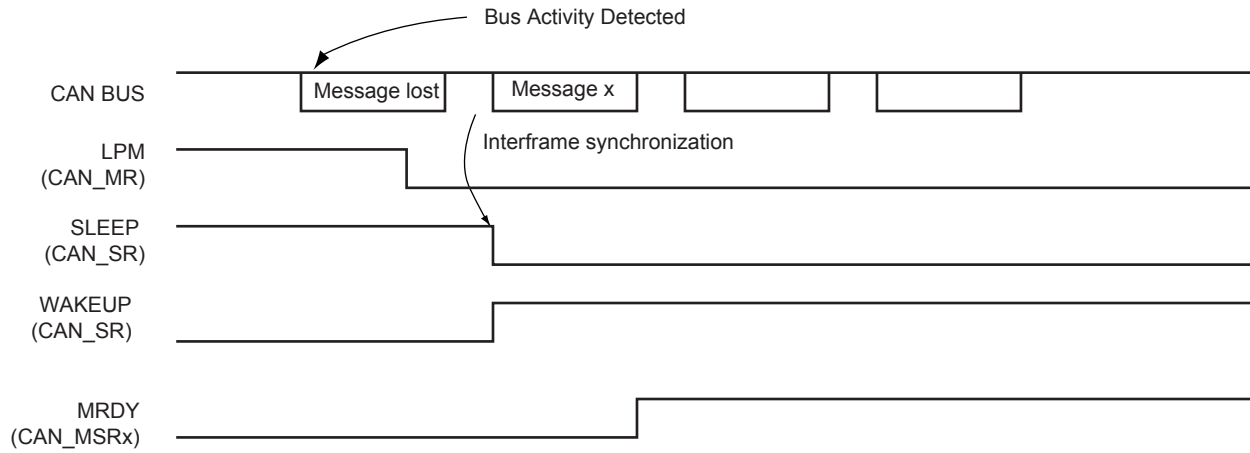 Bus Activity Detected
CAN BUS
Message lost
Message x
Interframe synchronization
LPM
(CAN_MR)
SLEEP
(CAN_SR)
WAKEUP
(CAN_SR)
MRDY
(CAN_MSRx)